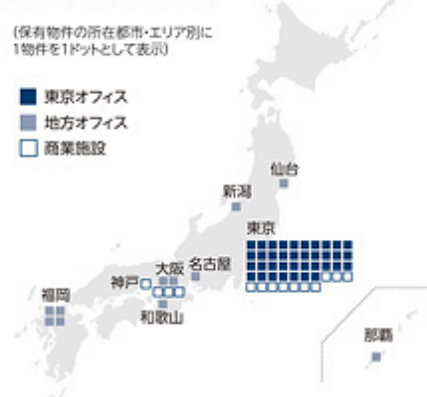 (保有物件の所在都市・エリア別に
1物件を1ドットとして表示)
東京オフィス
地方オフィス
商業施設
仙台
新潟
東京
大阪
名古屋
神戸
福岡
和歌山
那覇